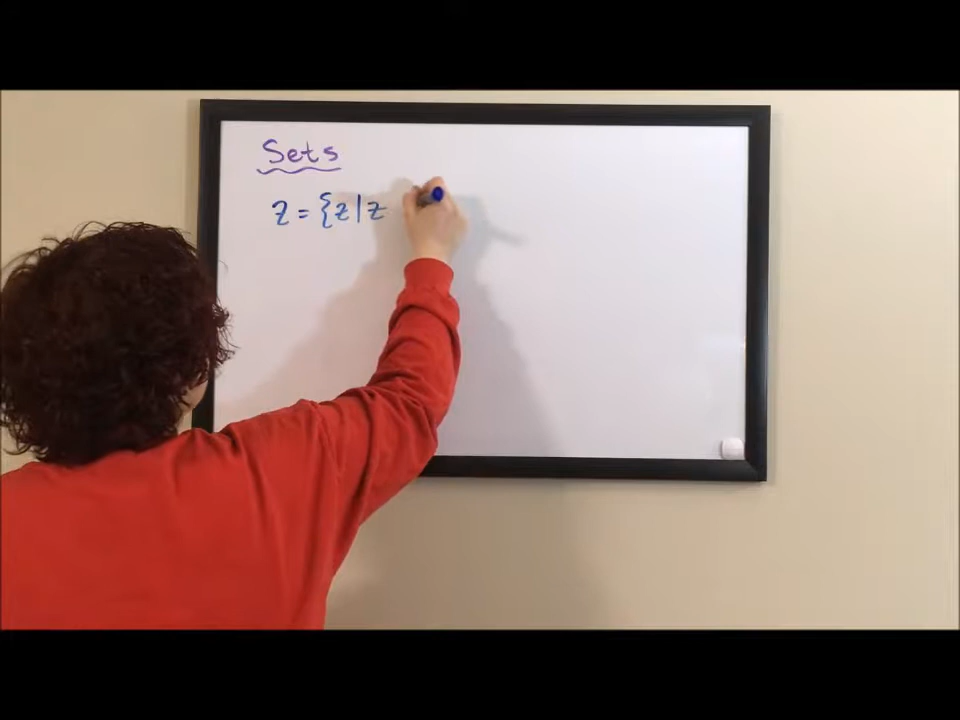 Sets
Z = {z | z